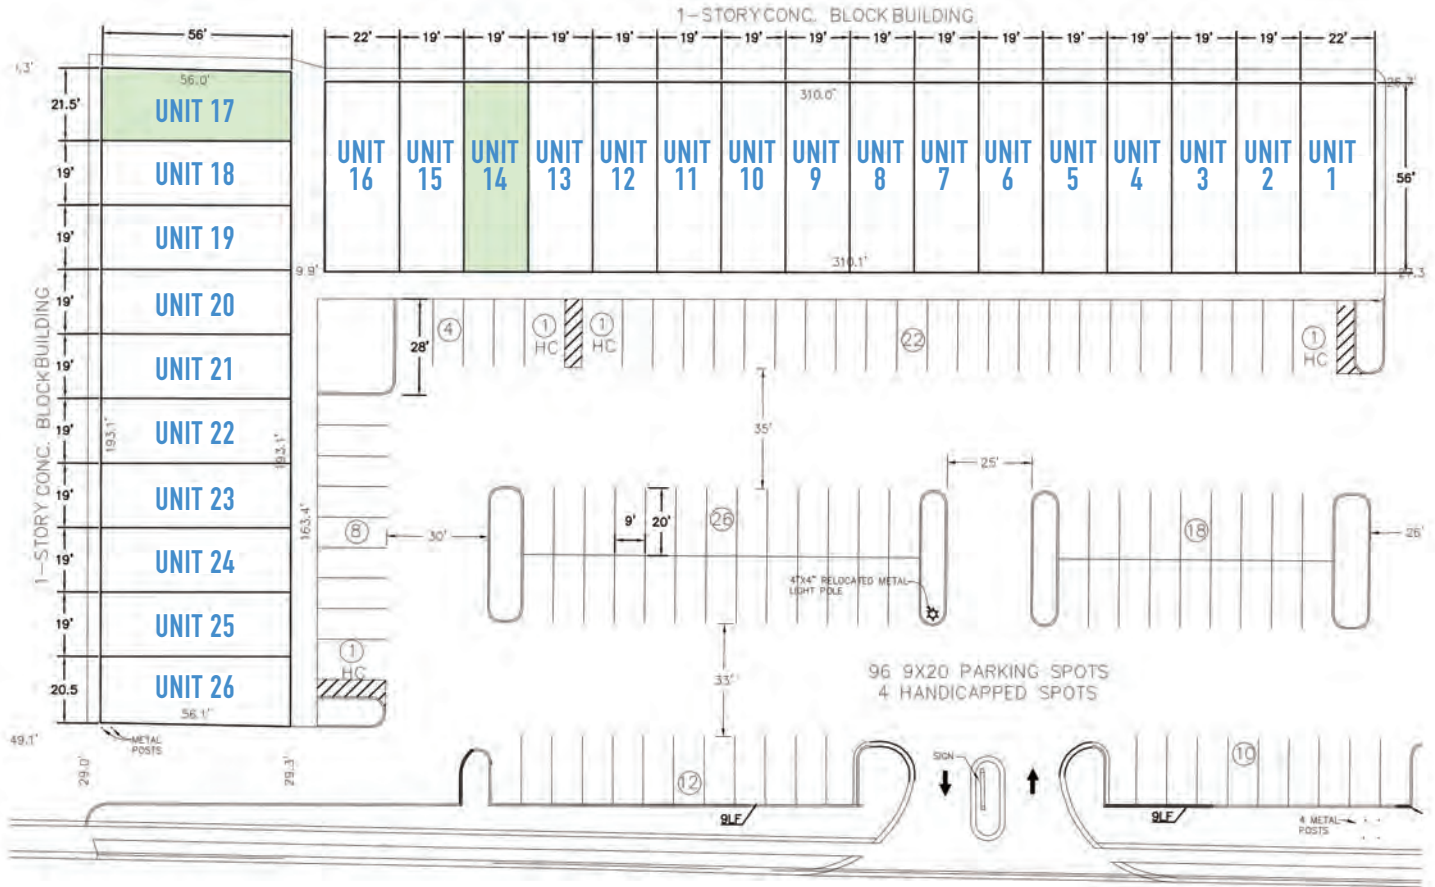 1-STORY CONC. BLOCK BUILDING
56' 22' 19' 19' 19' 19' 19' 19' 19' 19' 19' 19' 19' 19' 19' 19' 22'
56.0' 310.0'
21.5'
UNIT 17
UNIT 16
UNIT 15
UNIT 14
UNIT 13
UNIT 12
UNIT 11
UNIT 10
UNIT 9
UNIT 8
UNIT 7
UNIT 6
UNIT 5
UNIT 4
UNIT 3
UNIT 2
UNIT 1
56'
19'
UNIT 18
19'
UNIT 19
9.9' 310.1' 27.3
1-STORY CONC. BLOCK BUILDING
19'
UNIT 20
28'
4
1
HC
1
HC
22
1
HC
19'
UNIT 21
19'
UNIT 22
193.1'
193.1'
35'
25'
19'
UNIT 23
163.4'
8
30'
9'
20'
26
18
26'
19'
UNIT 24
4"X4" RELOCATED METAL
LIGHT POLE
19'
UNIT 25
1
HC
33'
96 9X20 PARKING SPOTS
4 HANDICAPPED SPOTS
20.5
UNIT 26
56.1'
49.1'
METAL
POSTS
29.0'
29.3'
12
SIGN
10
9LF
9LF
4 METAL
POSTS